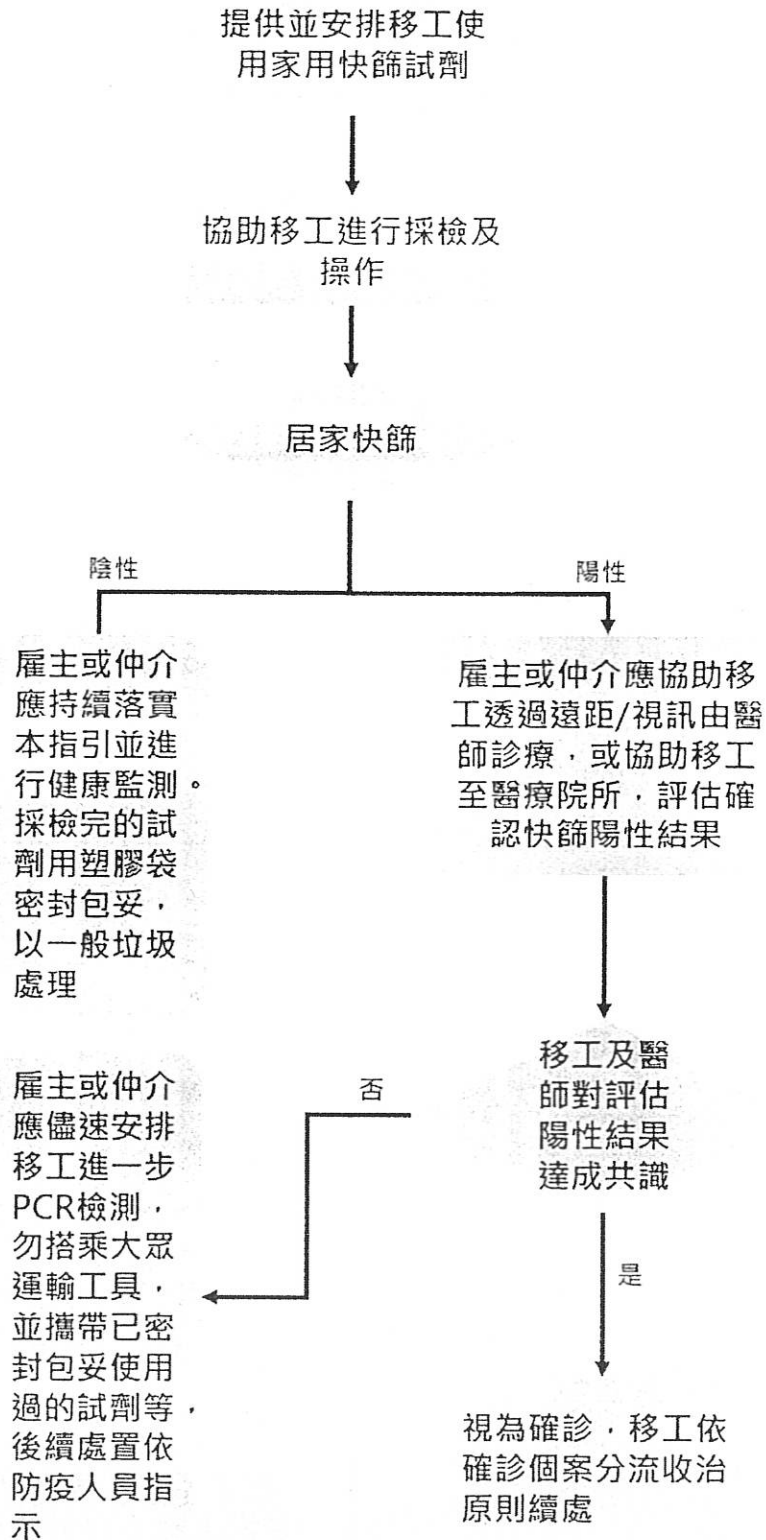 提供並安排移工使
用家用快篩試劑
協助移工進行採檢及
操作
居家快篩
陰性
陽性
雇主或仲介
應持續落實
本指引並進
行健康監測。
採檢完的試
劑用塑膠袋
密封包妥，
以一般垃圾
處理
雇主或仲介應協助移
工透過遠距/視訊由醫
師診療，或協助移工
至醫療院所，評估確
認快篩陽性結果
移工及醫
師對評估
陽性結果
達成共識
否
是
雇主或仲介
應儘速安排
移工進一步
PCR檢測，
勿搭乘大眾
運輸工具，
並攜帶已密
封包妥使用
過的試劑等，
後續處置依
防疫人員指
示
視為確診，移工依
確診個案分流收治
原則續處